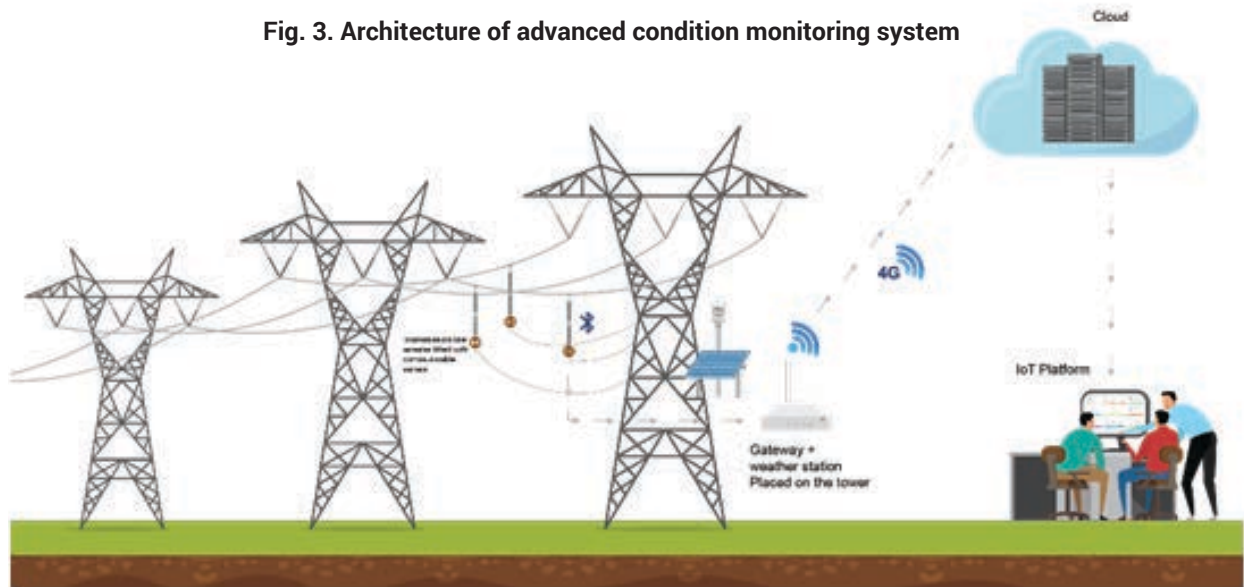 Fig. 3. Architecture of advanced condition monitoring system
Cloud
4G
IoT Platform
Gateway +
weather station
Placed on the tower